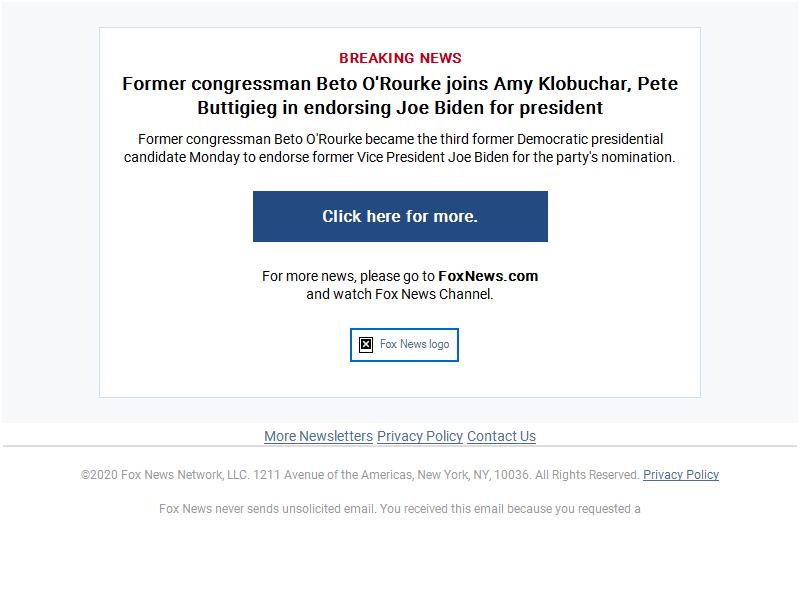 BREAKING NEWS
Former congressman Beto O'Rourke joins Amy Klobuchar, Pete
Buttigieg in endorsing Joe Biden for president
Former congressman Beto O'Rourke became the third former Democratic presidential
candidate Monday to endorse former Vice President Joe Biden for the party's nomination.
Click here for more.
For more news, please go to FoxNews.com
and watch Fox News Channel.
Fox News logo
More Newsletters Privacy Policy Contact Us
©2020 Fox News Network, LLC. 1211 Avenue of the Americas, New York, NY, 10036. All Rights Reserved. Privacy Policy
Fox News never sends unsolicited email. You received this email because you requested a